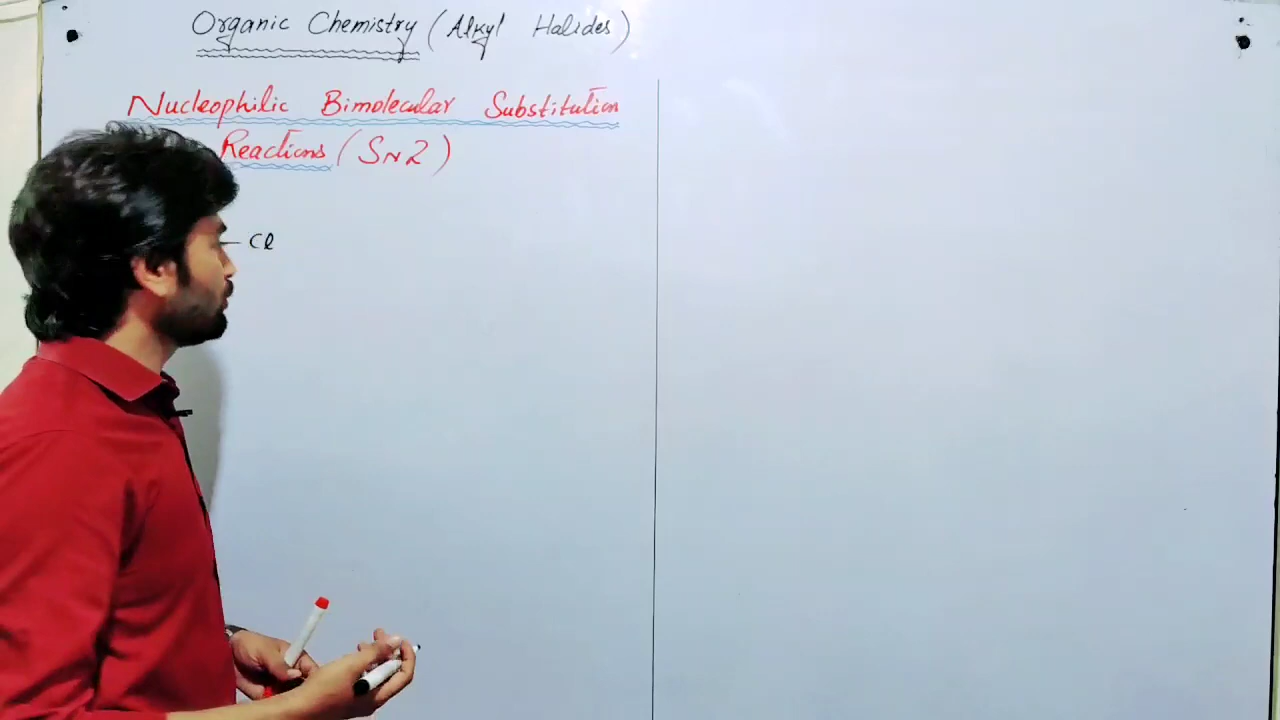 Organic Chemistry (Alkyl Halides)
Nucleophilic Bimolecular Substitution
Reactions (SN2)
– Cl